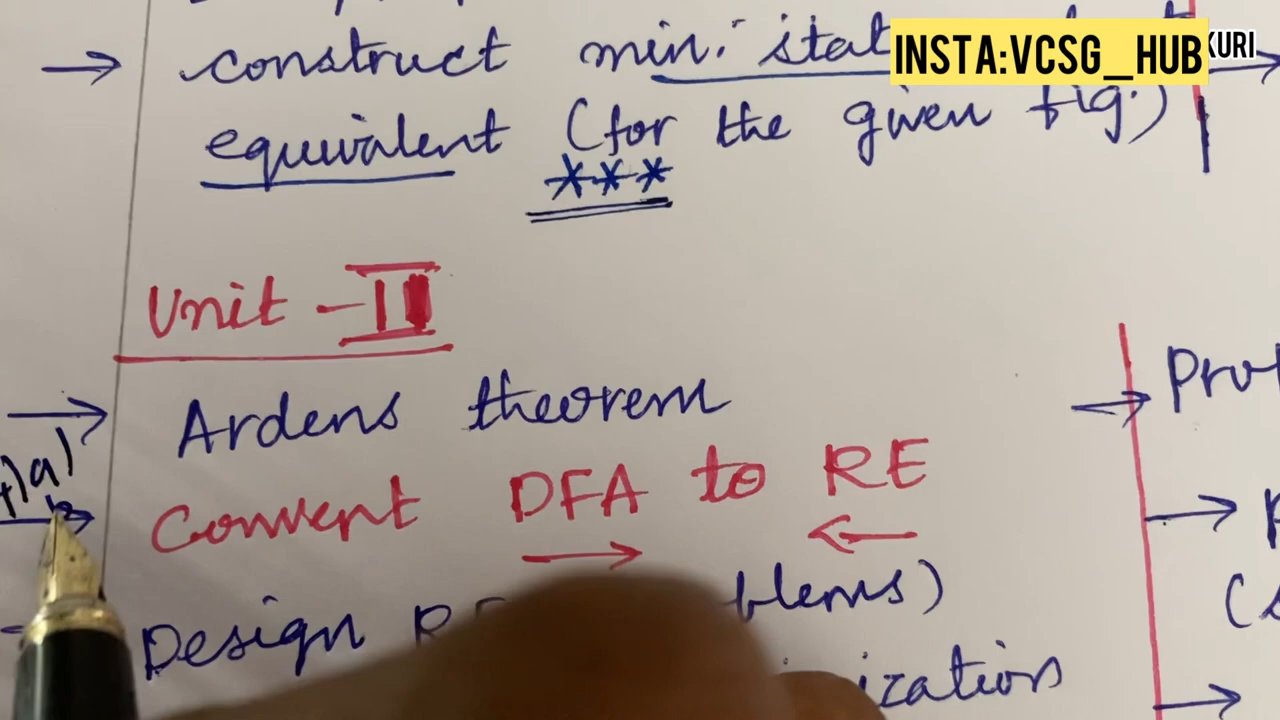 → construct min. stat
INSTA:VCSG_HUB
KURI
equivalent (for the given fig.)
***
Unit - II
→ Ardens theorem
a)
Convert DFA to RE
Design
blems)
ization